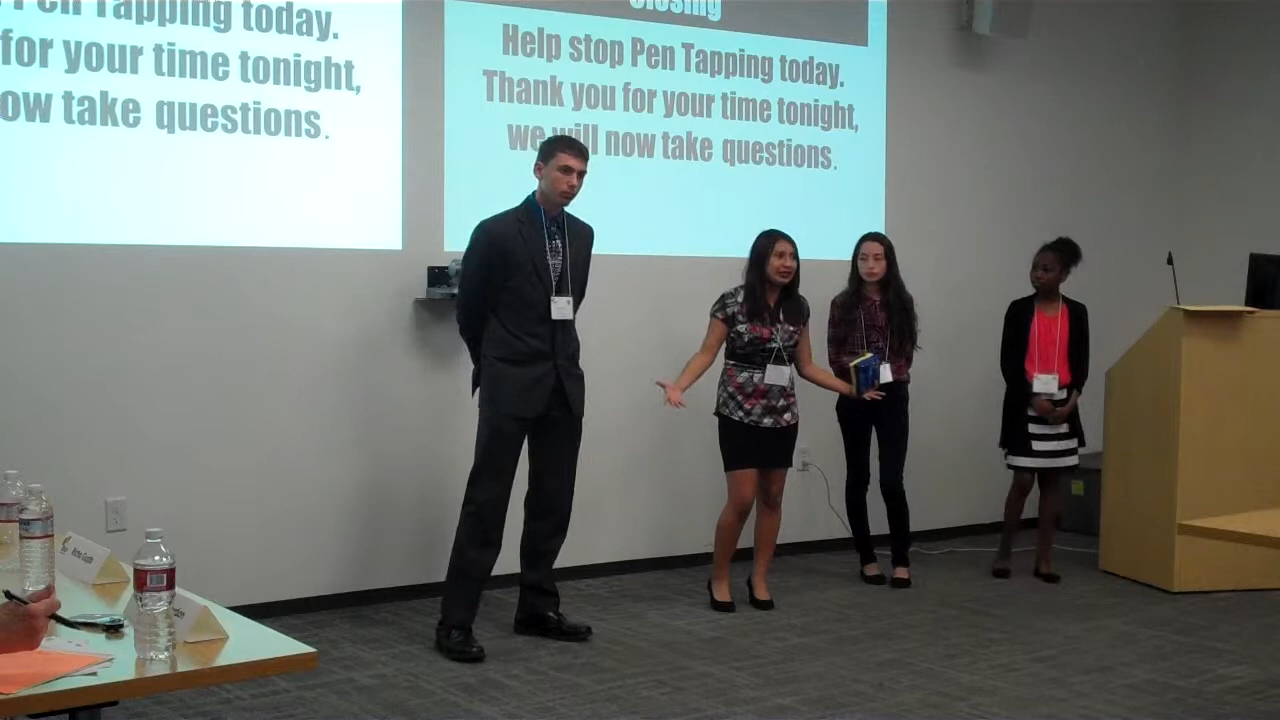 Pen Tapping today.
for your time tonight,
ow take questions.
Closing
Help stop Pen Tapping today.
Thank you for your time tonight,
we will now take questions.